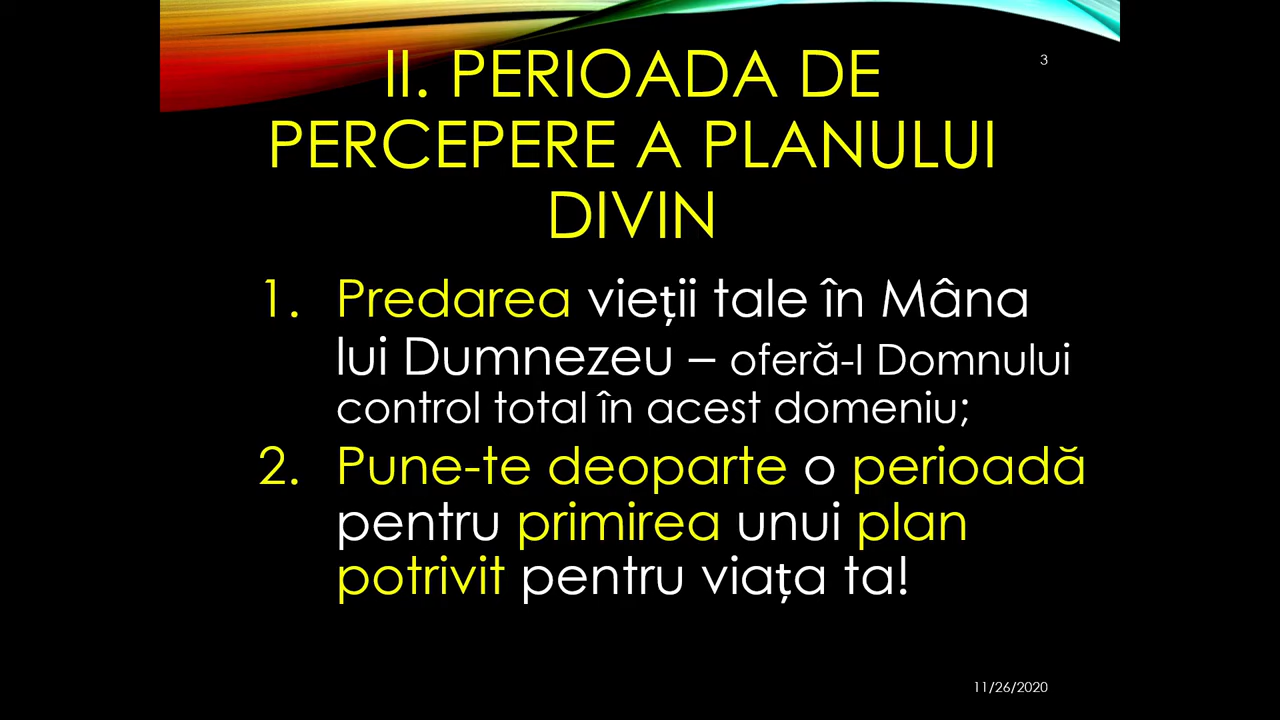 3
II. PERIOADA DE
PERCEPERE A PLANULUI
DIVIN
1. Predarea vieții tale în Mâna
lui Dumnezeu – oferă-l Domnului
control total în acest domeniu;
2. Pune-te deoparte o perioadă
pentru primirea unui plan
potrivit pentru viața ta!
11/26/2020